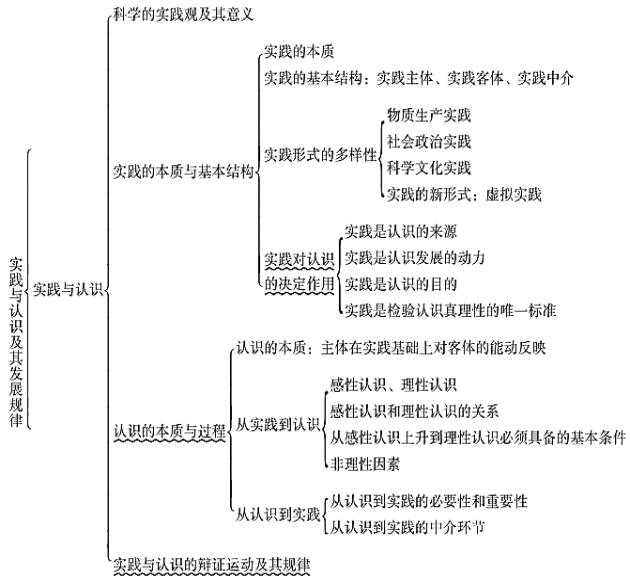 实践与认识及其发展规律
实践与认识
科学的实践观及其意义
实践的本质与基本结构
实践的本质
实践的基本结构：实践主体、实践客体、实践中介
实践形式的多样性
物质生产实践
社会政治实践
科学文化实践
实践的新形式：虚拟实践
实践对认识
的决定作用
实践是认识的来源
实践是认识发展的动力
实践是认识的目的
实践是检验认识真理性的唯一标准
认识的本质与过程
认识的本质：主体在实践基础上对客体的能动反映
从实践到认识
感性认识、理性认识
感性认识和理性认识的关系
从感性认识上升到理性认识必须具备的基本条件
非理性因素
从认识到实践
从认识到实践的必要性和重要性
从认识到实践的中介环节
实践与认识的辩证运动及其规律